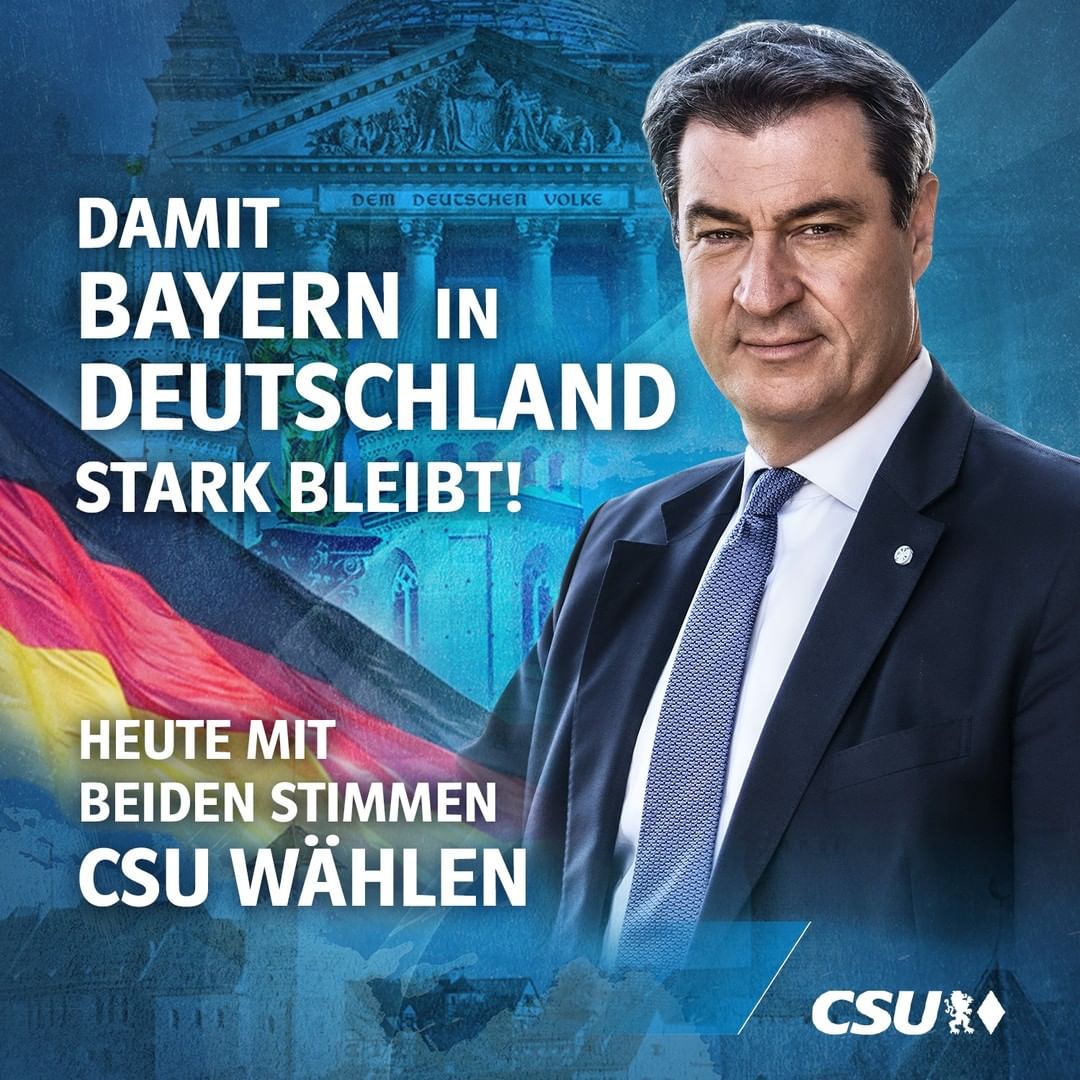 DEM DEUTSCHEN VOLKE
DAMIT
BAYERN IN
DEUTSCHLAND
STARK BLEIBT!
HEUTE MIT
BEIDEN STIMMEN
CSU WÄHLEN
CSU